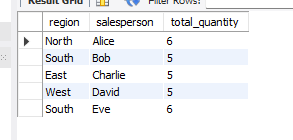 Result Grid Filter Rows:
region salesperson total_quantity
North Alice 6
South Bob 5
East Charlie 5
West David 5
South Eve 6